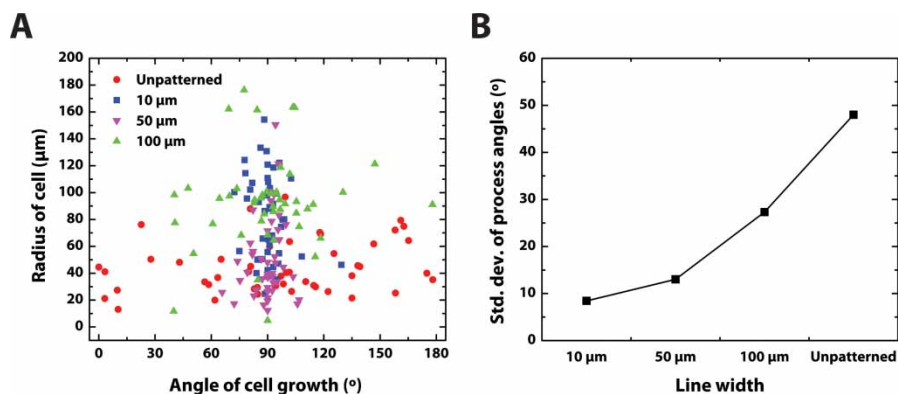 A
Radius of cell (µm)
200
180
160
140
120
100
80
60
40
20
0
Unpatterned
10 µm
50 µm
100 µm
0 30 60 90 120 150 180
Angle of cell growth (º)
B
Std. dev. of process angles (º)
60
50
40
30
20
10
0
10 µm 50 µm 100 µm Unpatterned
Line width